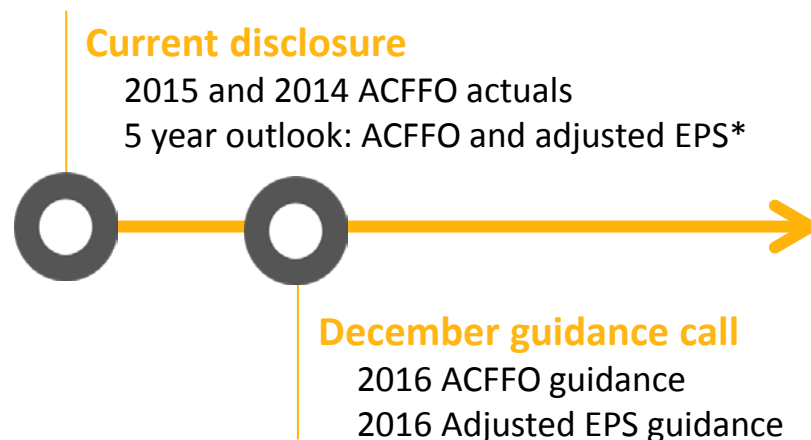 Current disclosure
2015 and 2014 ACFFO actuals
5 year outlook: ACFFO and adjusted EPS*
December guidance call
2016 ACFFO guidance
2016 Adjusted EPS guidance